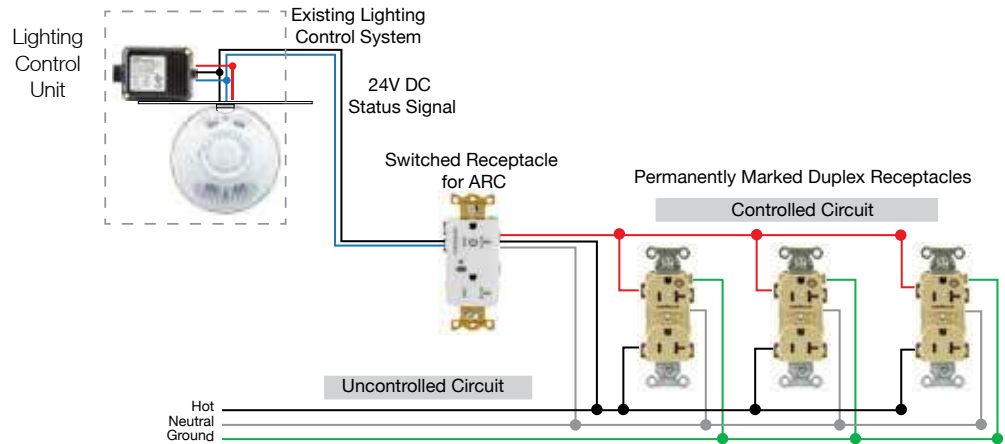 Existing Lighting
Control System
Lighting
Control
Unit
24V DC
Status Signal
Switched Receptacle
for ARC
Permanently Marked Duplex Receptacles
Controlled Circuit
Uncontrolled Circuit
Hot
Neutral
Ground